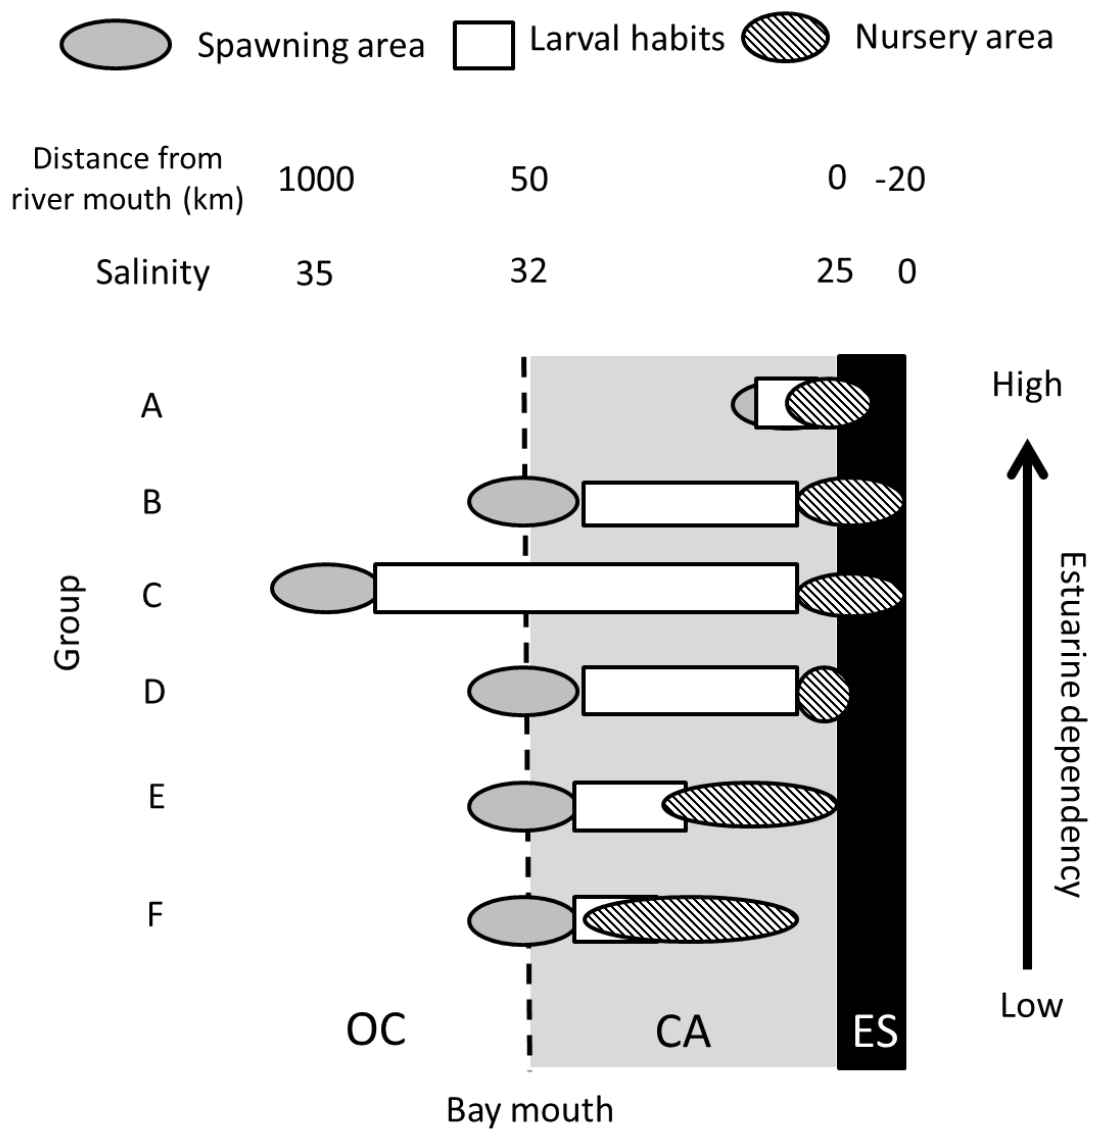 Spawning area
Larval habits
Nursery area
Distance from
river mouth (km)
1000
50
0
-20
Salinity
35
32
25
0
A
High
B
C
D
E
F
Group
Estuarine dependency
Low
OC
CA
ES
Bay mouth